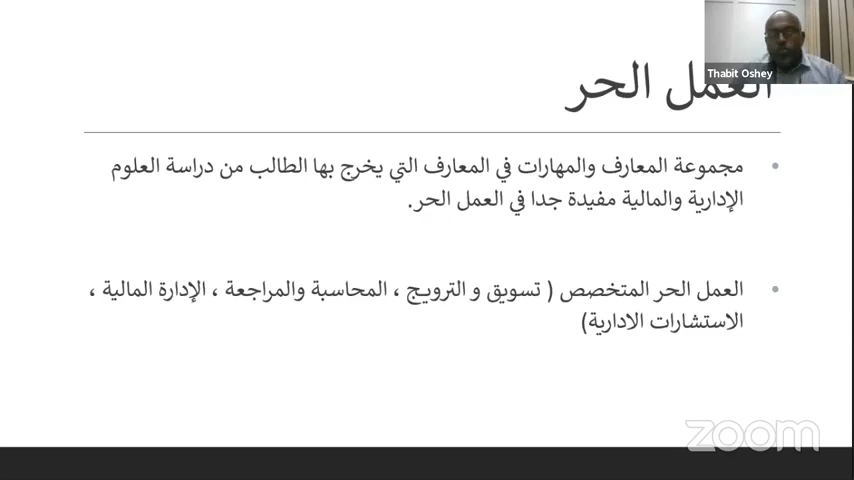 Thabit Oshey
العمل الحر
مجموعة المعارف والمهارات في المعارف التي يخرج بها الطالب من دراسة العلوم
الإدارية والمالية مفيدة جدا في العمل الحر.
العمل الحر المتخصص ( تسويق و الترويج ، المحاسبة والمراجعة ، الإدارة المالية ،
الاستشارات الادارية)
zoom